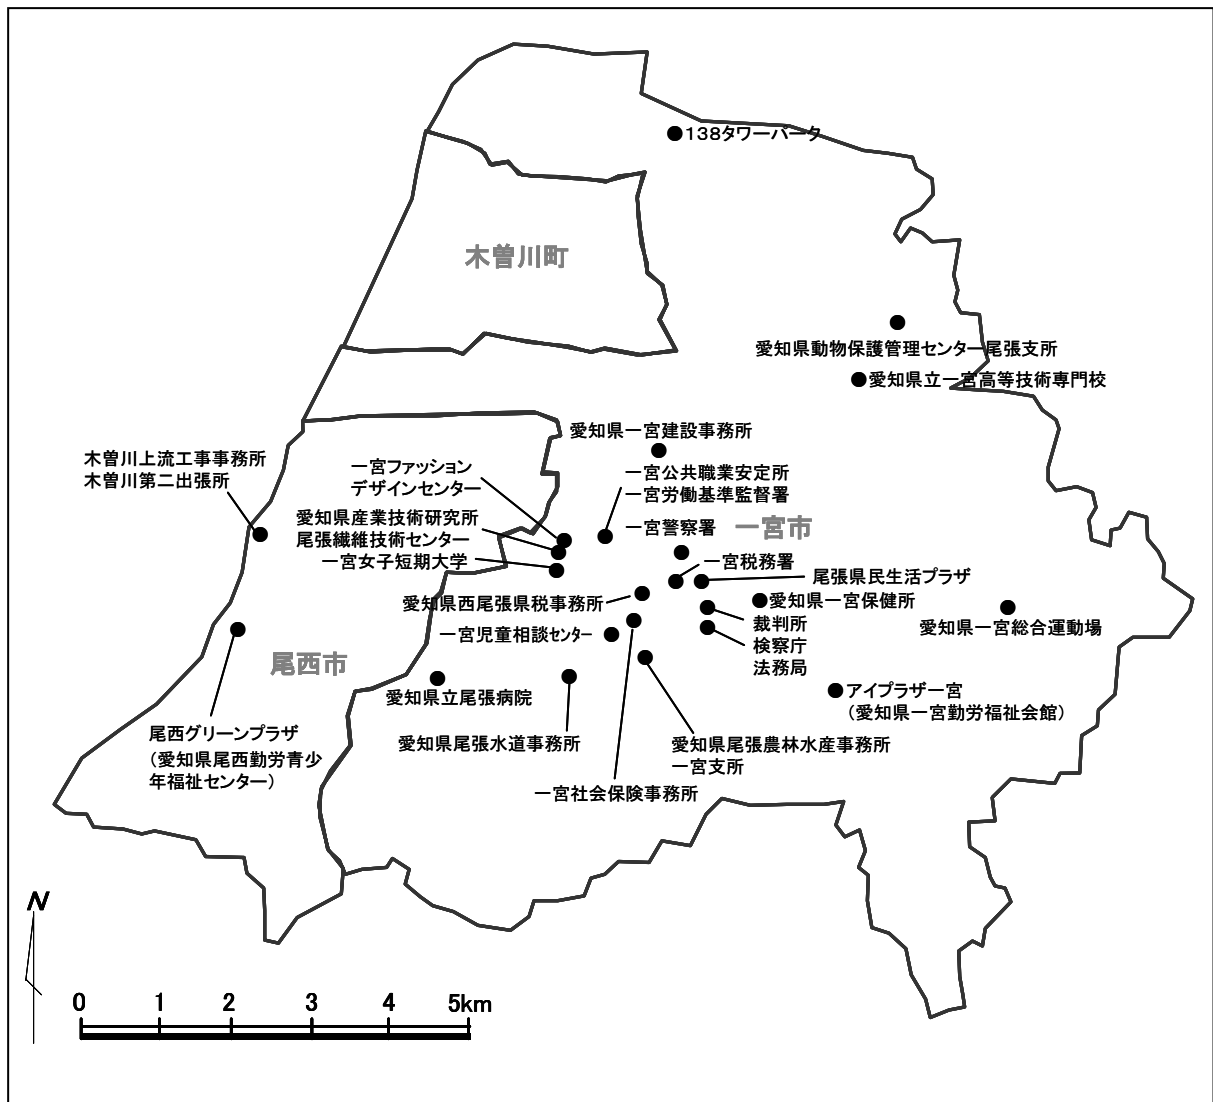 138タワーパータ
木曽川町
愛知県動物保護管理センター尾張支所
愛知県立一宮高等技術専門校
愛知県一宮建設事務所
木曽川上流工事事務所
木曽川第二出張所
一宮ファッション
デザインセンター
一宮公共職業安定所
一宮労働基準監督署
愛知県産業技術研究所
尾張繊維技術センター
一宮女子短期大学
一宮警察署
一宮市
一宮税務署
尾張県民生活プラザ
愛知県西尾張県税事務所
愛知県一宮保健所
一宮児童相談センター
裁判所
検察庁
法務局
愛知県一宮総合運動場
尾西市
愛知県立尾張病院
アイプラザ一宮
（愛知県一宮勤労福祉会館）
尾西グリーンプラザ
（愛知県尾西勤労青少
年福祉センター）
愛知県尾張水道事務所
愛知県尾張農林水産事務所
一宮支所
一宮社会保険事務所
N
0 1 2 3 4 5km